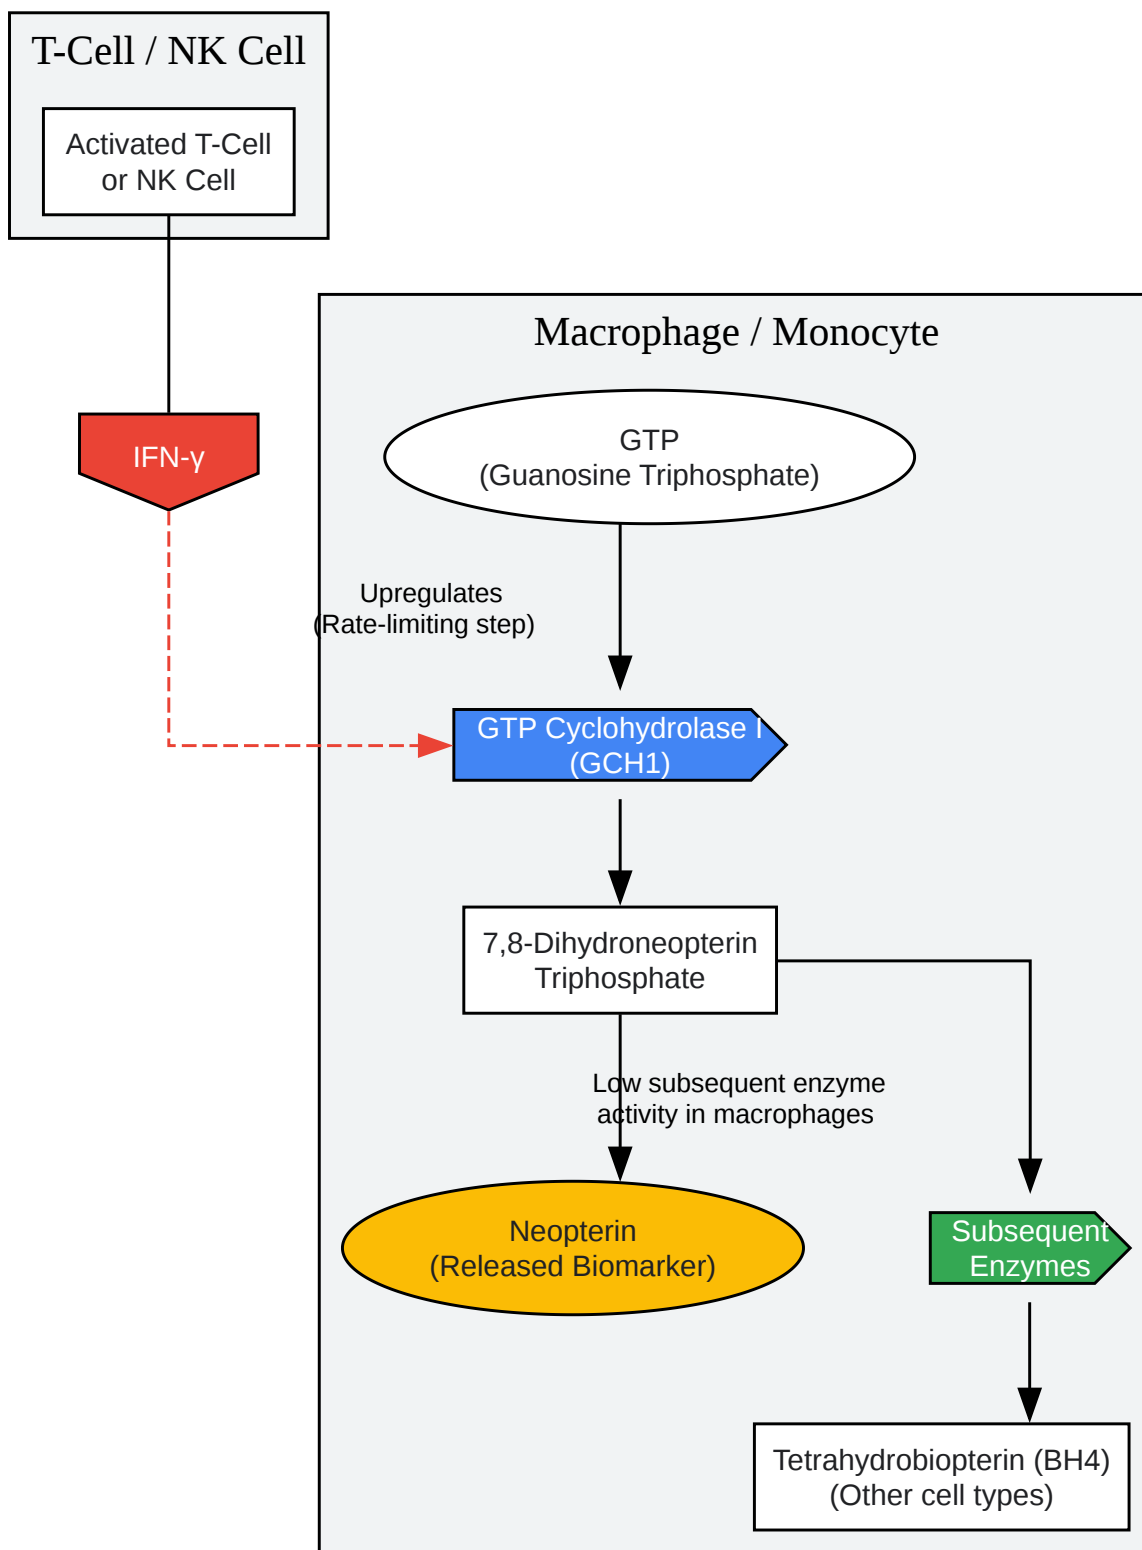 T-Cell / NK Cell
Activated T-Cell
or NK Cell
Macrophage / Monocyte
IFN-γ
GTP
(Guanosine Triphosphate)
Upregulates
(Rate-limiting step)
GTP Cyclohydrolase I
(GCH1)
7,8-Dihydroneopterin
Triphosphate
Low subsequent enzyme
activity in macrophages
Neopterin
(Released Biomarker)
Subsequent
Enzymes
Tetrahydrobiopterin (BH4)
(Other cell types)